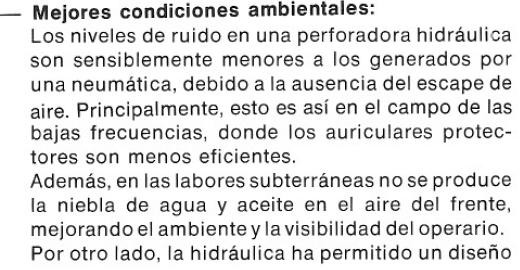 — Mejores condiciones ambientales:
Los niveles de ruido en una perforadora hidráulica
son sensiblemente menores a los generados por
una neumática, debido a la ausencia del escape de
aire. Principalmente, esto es así en el campo de las
bajas frecuencias, donde los auriculares protec-
tores son menos eficientes.
Además, en las labores subterráneas no se produce
la niebla de agua y aceite en el aire del frente,
mejorando el ambiente y la visibilidad del operario.
Por otro lado, la hidráulica ha permitido un diseño